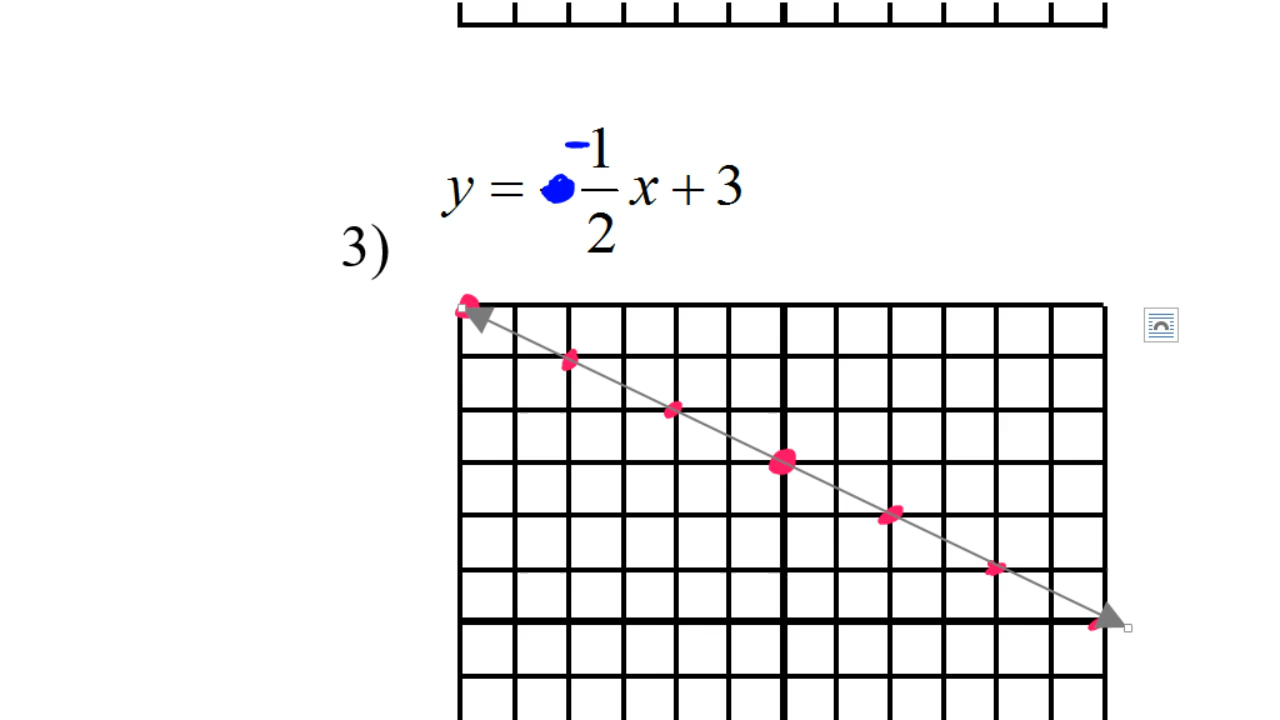 y = -1/2 x + 3
3)